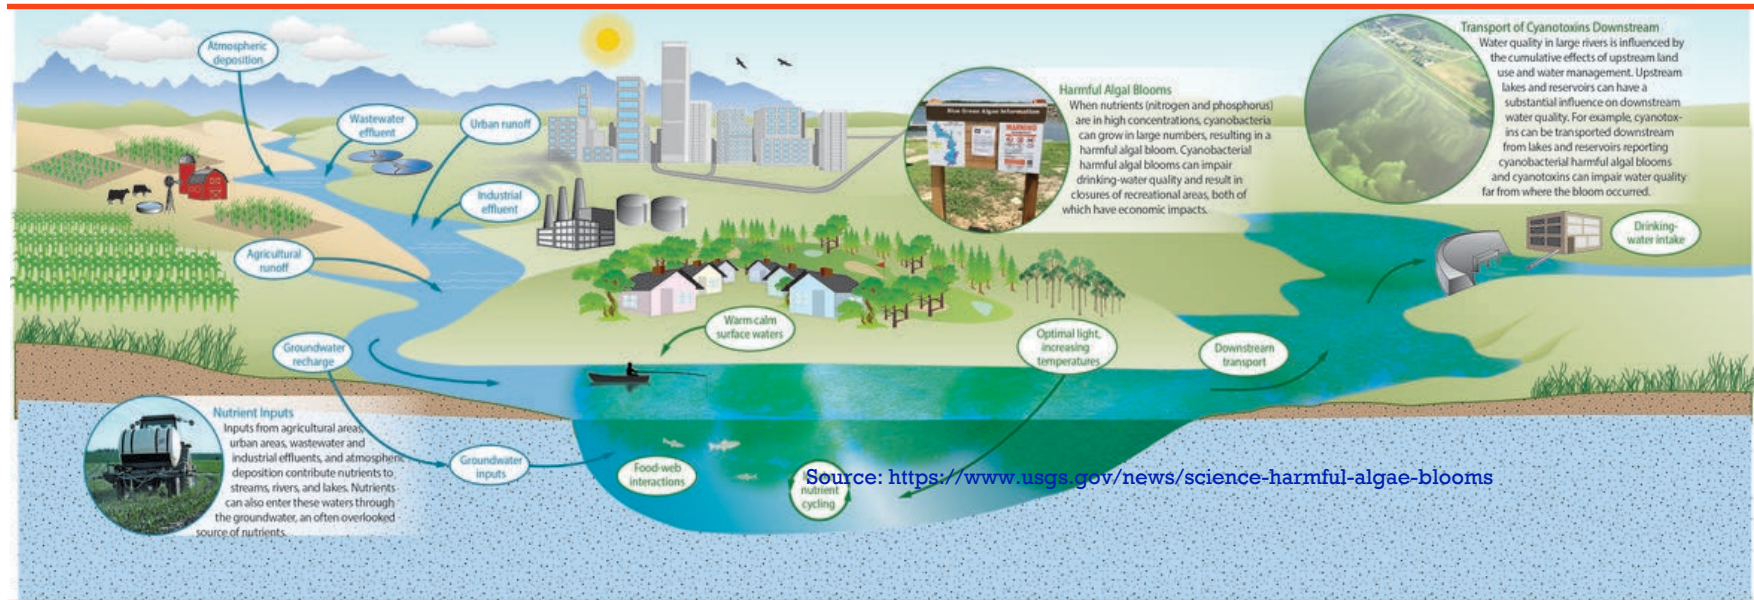 Atmospheric
deposition
Wastewater
effluent
Urban runoff
Industrial
effluent
Agricultural
runoff
Groundwater
recharge
Nutrient Inputs
Inputs from agricultural areas,
urban areas, wastewater and
industrial effluents, and atmospheric
deposition contribute nutrients to
streams, rivers, and lakes. Nutrients
can also enter these waters through
the groundwater, an often overlooked
source of nutrients.
Groundwater
inputs
Warm-calm
surface waters
Food-web
interactions
nutrient
cycling
Optimal light,
increasing
temperatures
Downstream
transport
Harmful Algal Blooms
When nutrients (nitrogen and phosphorus)
are in high concentrations, cyanobacteria
can grow in large numbers, resulting in a
harmful algal bloom. Cyanobacterial
harmful algal blooms can impair
drinking-water quality and result in
closures of recreational areas, both of
which have economic impacts.
Blue Green Algae Information
WARNING
Transport of Cyanotoxins Downstream
Water quality in large rivers is influenced by
the cumulative effects of upstream land
use and water management. Upstream
lakes and reservoirs can have a
substantial influence on downstream
water quality. For example, cyanotox-
ins can be transported downstream
from lakes and reservoirs reporting
cyanobacterial harmful algal blooms
and cyanotoxins can impair water quality
far from where the bloom occurred.
Drinking-
water intake
Source: https://www.usgs.gov/news/science-harmful-algae-blooms